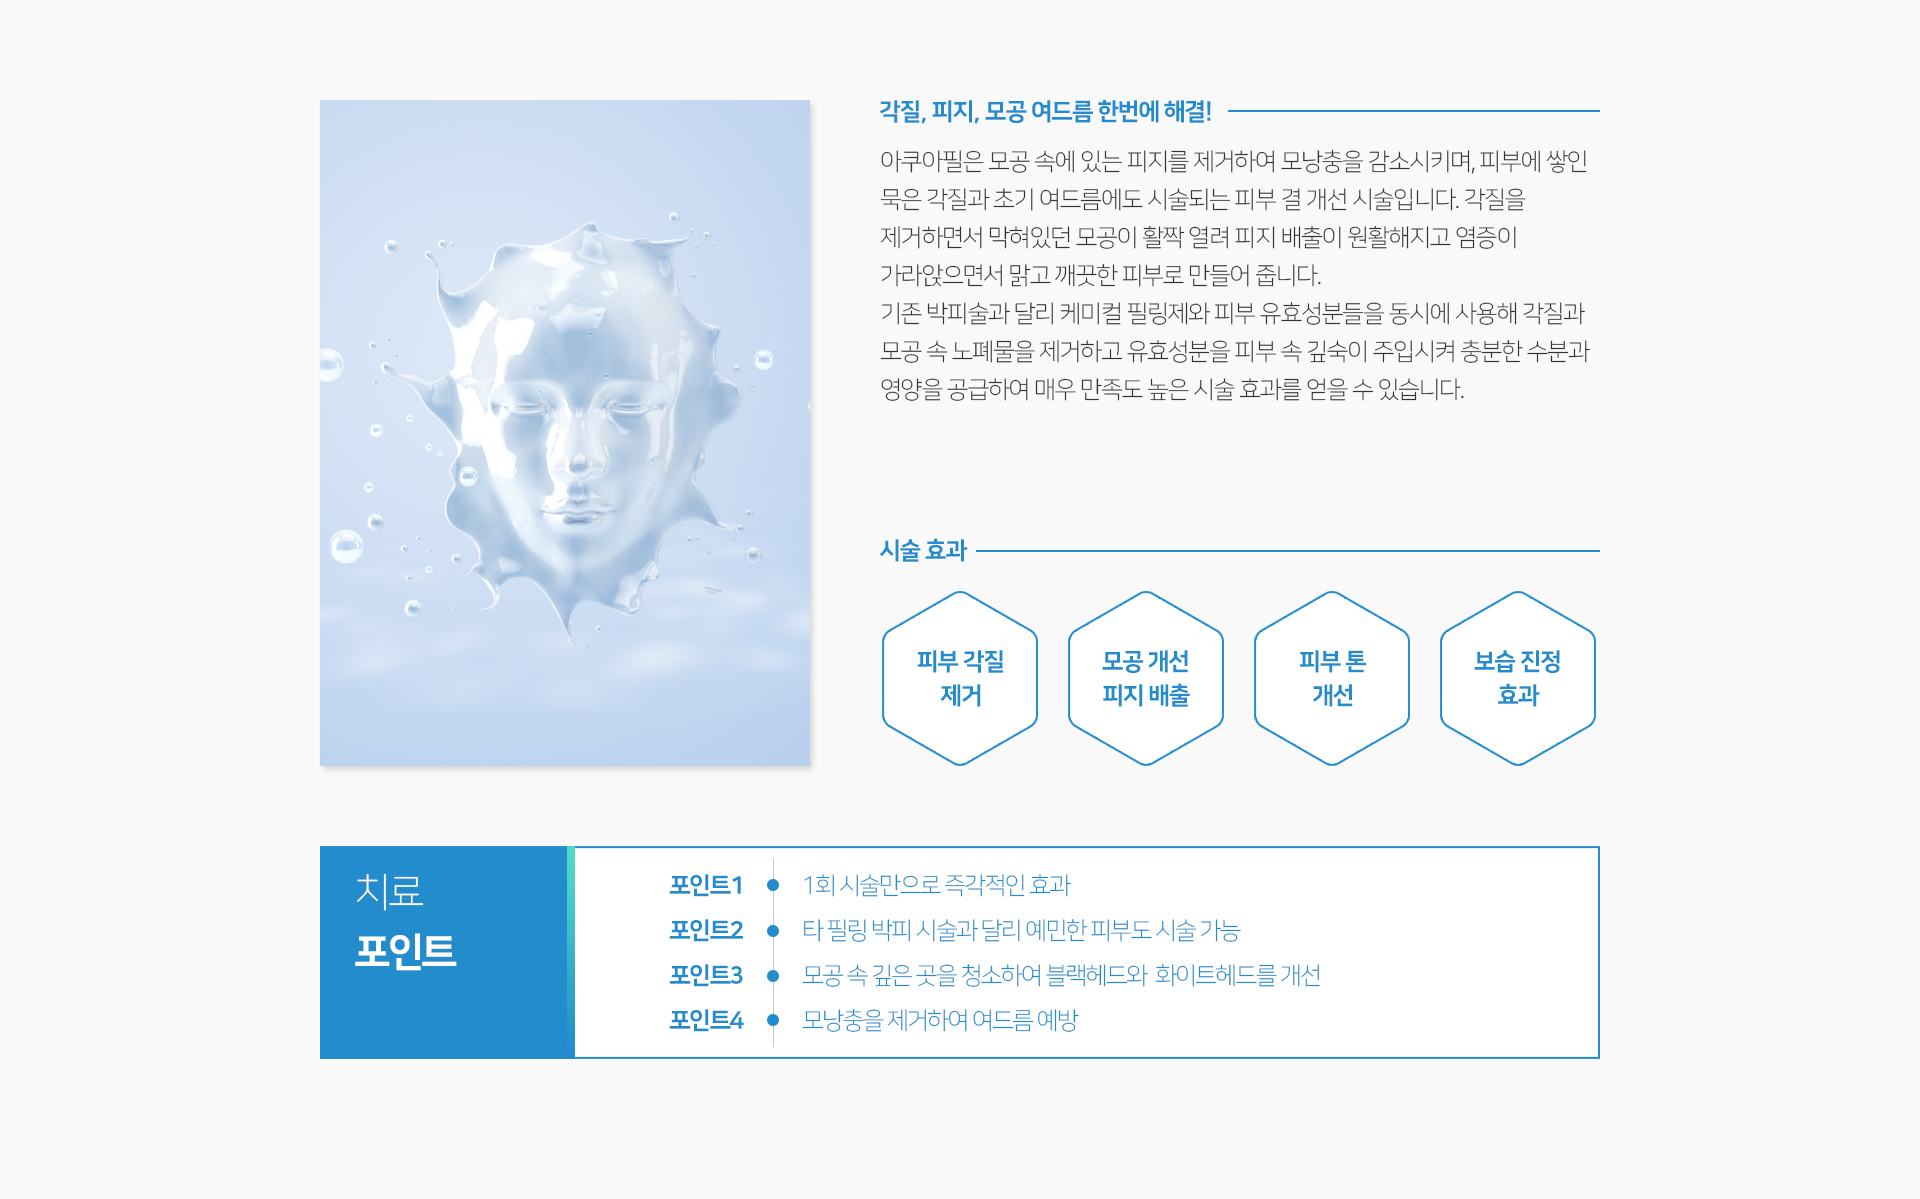 각질, 피지, 모공 여드름 한번에 해결!
아쿠아필은 모공 속에 있는 피지를 제거하여 모낭충을 감소시키며, 피부에 쌓인
묵은 각질과 초기 여드름에도 시술되는 피부 결 개선 시술입니다. 각질을
제거하면서 막혀있던 모공이 활짝 열려 피지 배출이 원활해지고 염증이
가라앉으면서 맑고 깨끗한 피부로 만들어 줍니다.
기존 박피술과 달리 케미컬 필링제와 피부 유효성분들을 동시에 사용해 각질과
모공 속 노폐물을 제거하고 유효성분을 피부 속 깊숙이 주입시켜 충분한 수분과
영양을 공급하여 매우 만족도 높은 시술 효과를 얻을 수 있습니다.
시술 효과
피부 각질
제거
모공 개선
피지 배출
피부 톤
개선
보습 진정
효과
치료
포인트
포인트1 1회 시술만으로 즉각적인 효과
포인트2 타 필링 박피 시술과 달리 예민한 피부도 시술 가능
포인트3 모공 속 깊은 곳을 청소하여 블랙헤드와 화이트헤드를 개선
포인트4 모낭충을 제거하여 여드름 예방